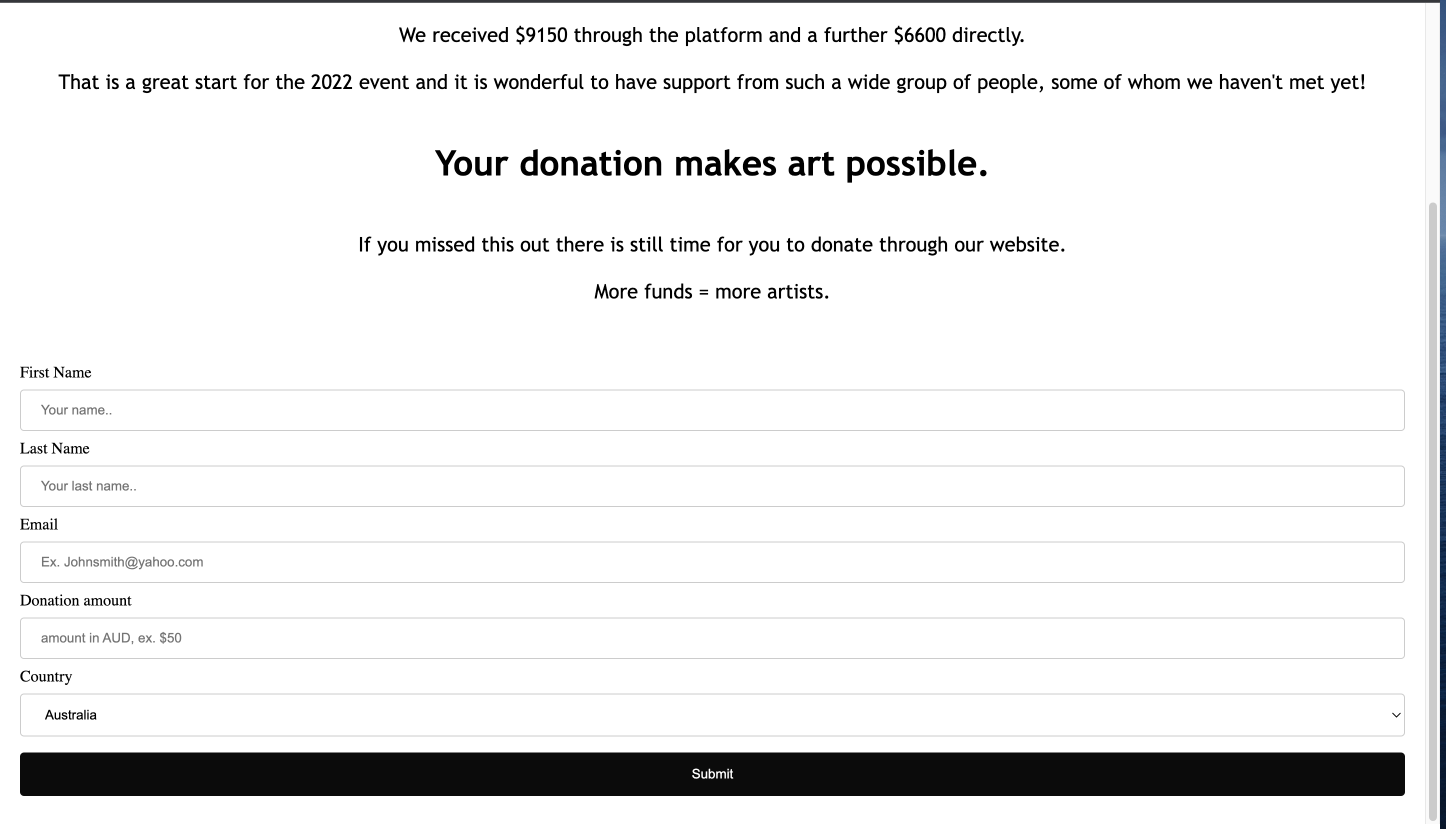 We received $9150 through the platform and a further $6600 directly.
That is a great start for the 2022 event and it is wonderful to have support from such a wide group of people, some of whom we haven't met yet!
Your donation makes art possible.
If you missed this out there is still time for you to donate through our website.
More funds = more artists.
First Name
Your name..
Last Name
Your last name..
Email
Ex. Johnsmith@yahoo.com
Donation amount
amount in AUD, ex. $50
Country
Australia
Submit